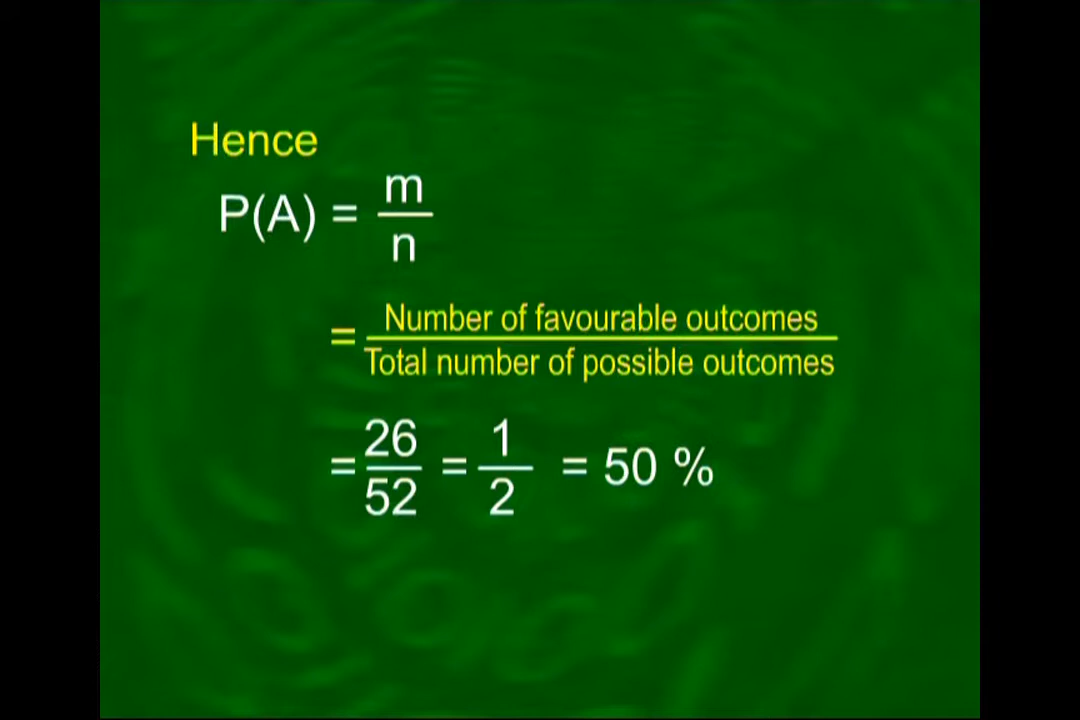 Hence
P(A) = m/n
= Number of favourable outcomes / Total number of possible outcomes
= 26/52 = 1/2 = 50 %